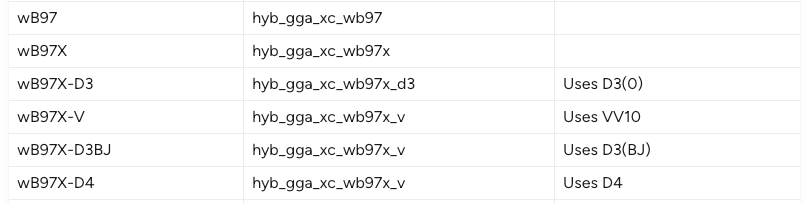 wB97 hyb_gga_xc_wb97
wB97X hyb_gga_xc_wb97x
wB97X-D3 hyb_gga_xc_wb97x_d3 Uses D3(0)
wB97X-V hyb_gga_xc_wb97x_v Uses VV10
wB97X-D3BJ hyb_gga_xc_wb97x_v Uses D3(BJ)
wB97X-D4 hyb_gga_xc_wb97x_v Uses D4